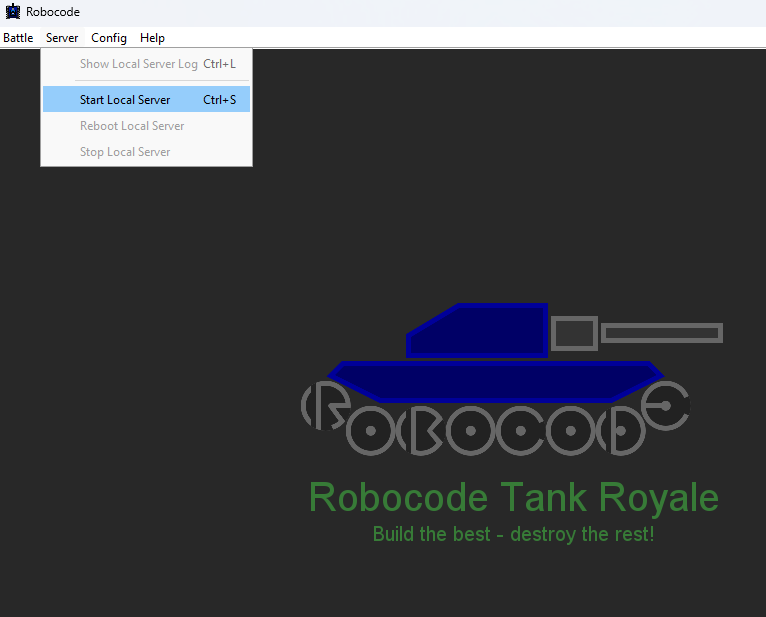 Robocode
Battle Server Config Help
Show Local Server Log Ctrl+L
Start Local Server Ctrl+S
Reboot Local Server
Stop Local Server
ROBOCODE
Robocode Tank Royale
Build the best - destroy the rest!